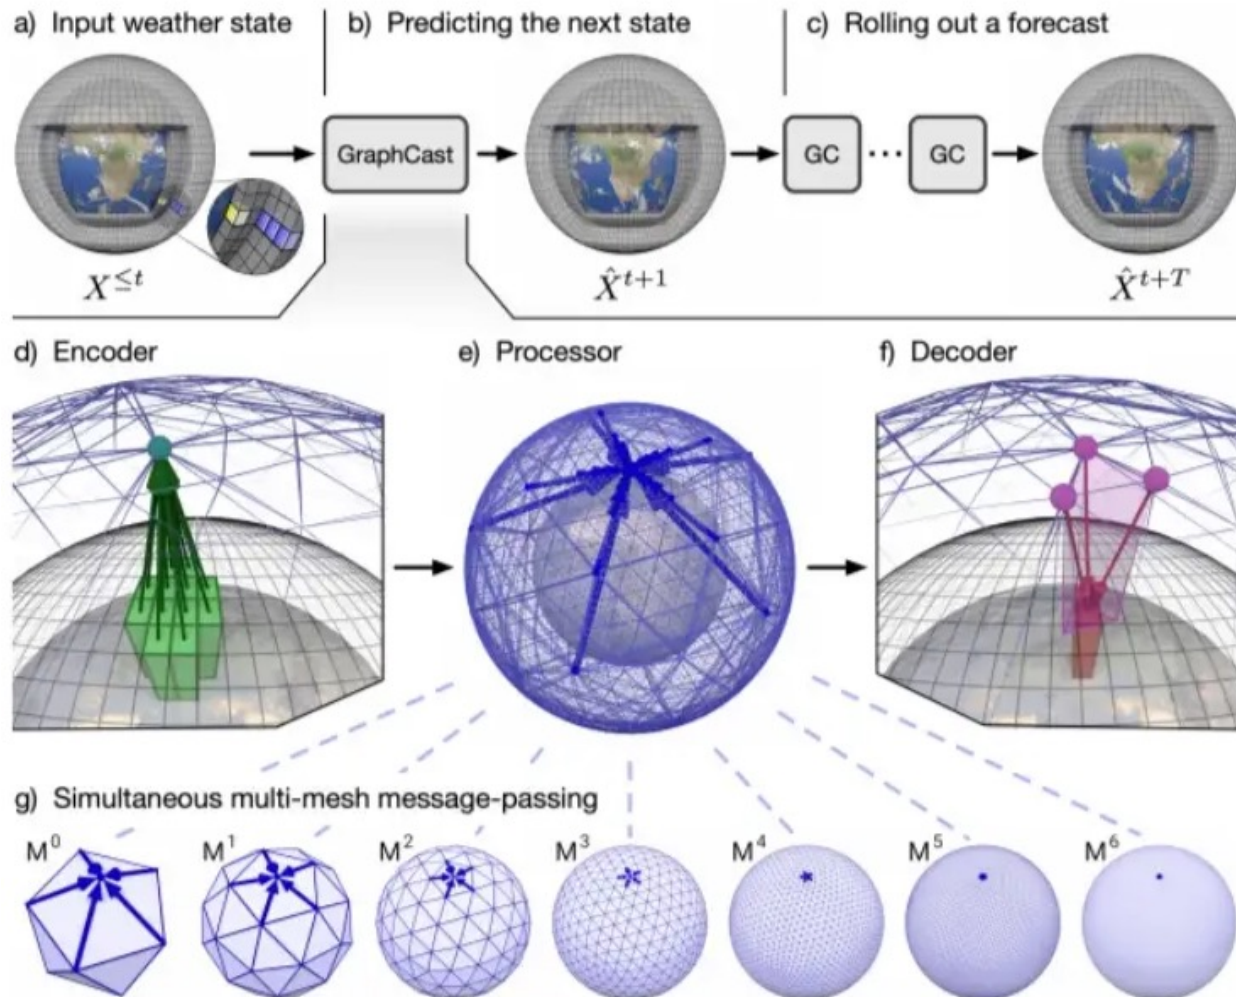 a) Input weather state
b) Predicting the next state
c) Rolling out a forecast
GraphCast
GC
...
GC
X≤t
X̂t+1
X̂t+T
d) Encoder
e) Processor
f) Decoder
g) Simultaneous multi-mesh message-passing
M0
M1
M2
M3
M4
M5
M6